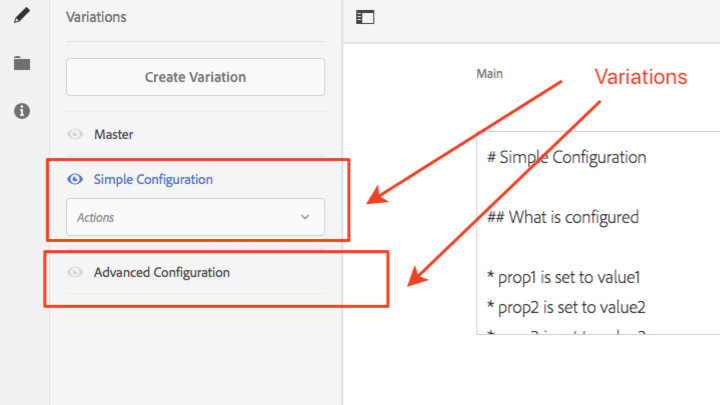 Variations
Create Variation
Master
Simple Configuration
Actions
Advanced Configuration
Main
Variations
# Simple Configuration
## What is configured
* prop1 is set to value1
* prop2 is set to value2